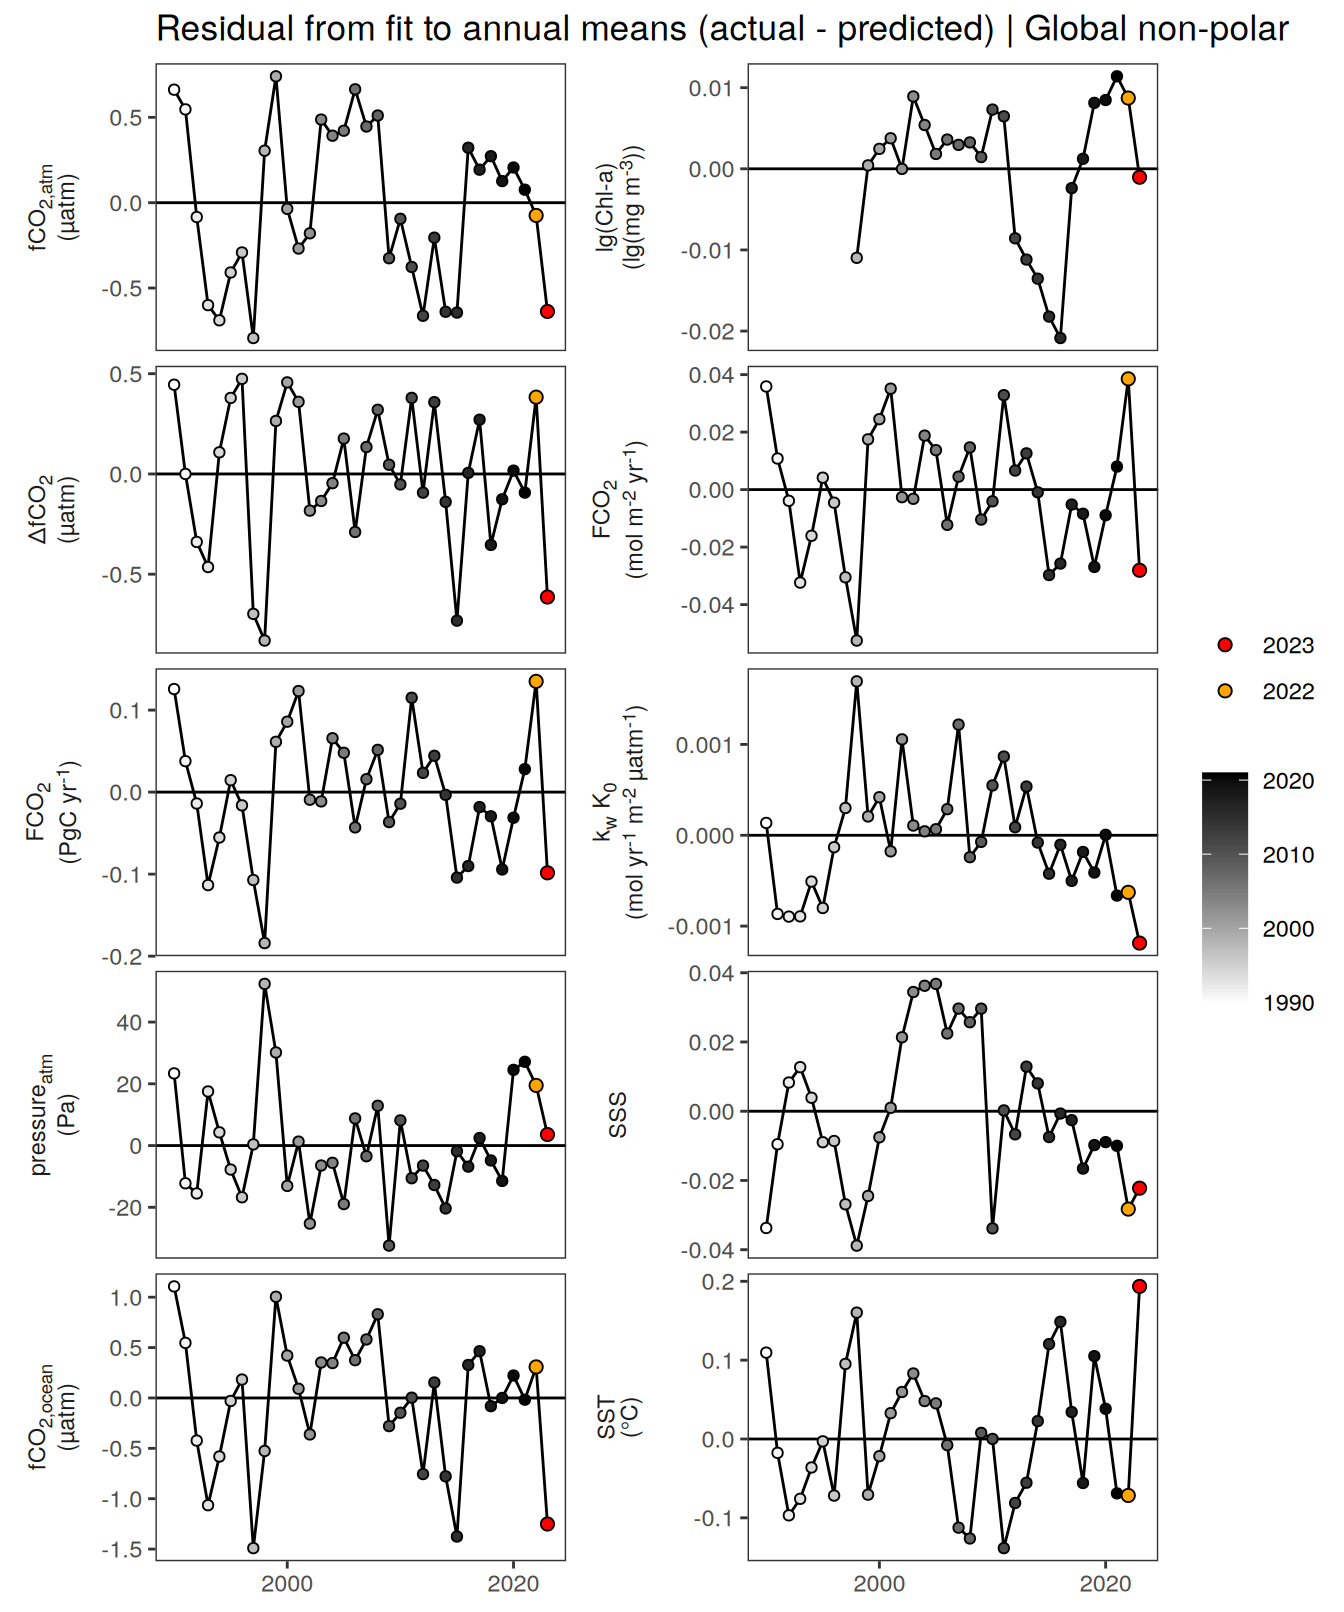 Residual from fit to annual means (actual - predicted) | Global non-polar
fCO2,atm
(µatm)
0.5
0.0
-0.5
lg(Chl-a)
(lg(mg m-3))
0.01
0.00
-0.01
-0.02
ΔfCO2
(µatm)
0.5
0.0
-0.5
FCO2
(mol m-2 yr-1)
0.04
0.02
0.00
-0.02
-0.04
FCO2
(PgC yr-1)
0.1
0.0
-0.1
-0.2
kw K0
(mol yr-1 m-2 µatm-1)
0.001
0.000
-0.001
pressureatm
(Pa)
40
20
0
-20
SSS
0.04
0.02
0.00
-0.02
-0.04
fCO2,ocean
(µatm)
1.0
0.5
0.0
-0.5
-1.0
-1.5
2000
2020
SST
(°C)
0.2
0.1
0.0
-0.1
2000
2020
2023
2022
2020
2010
2000
1990